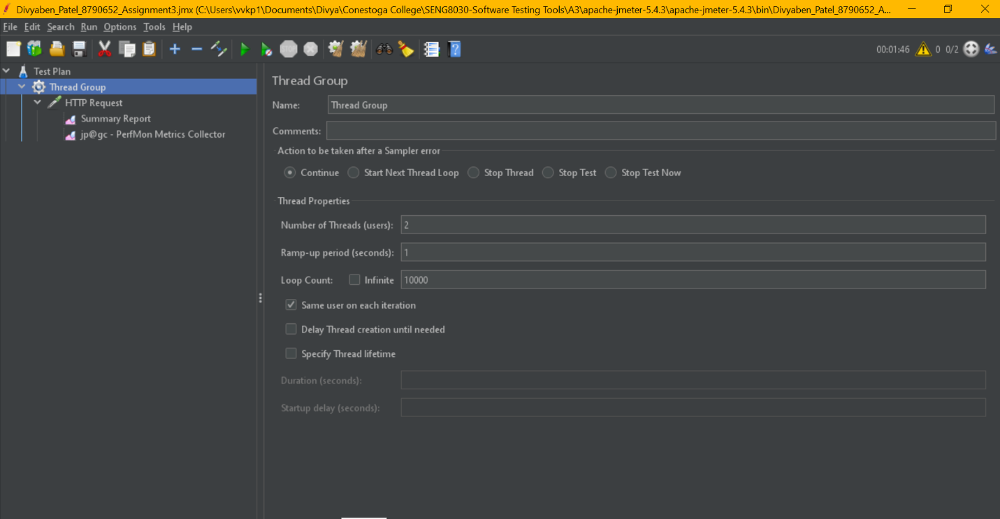 Divyaben_Patel_8790652_Assignment3.jmx (C:\Users\vvkp1\Documents\Divya\Conestoga College\SENG8030-Software Testing Tools\A3\apache-jmeter-5.4.3\apache-jmeter-5.4.3\bin\Divyaben_Patel_8790652_A...
File Edit Search Run Options Tools Help
STOP 00:01:46 0 0/2
Test Plan
Thread Group
HTTP Request
Summary Report
jp@gc - PerfMon Metrics Collector
Thread Group
Name: Thread Group
Comments:
Action to be taken after a Sampler error
Continue Start Next Thread Loop Stop Thread Stop Test Stop Test Now
Thread Properties
Number of Threads (users): 2
Ramp-up period (seconds): 1
Loop Count: Infinite 10000
Same user on each iteration
Delay Thread creation until needed
Specify Thread lifetime
Duration (seconds):
Startup delay (seconds):